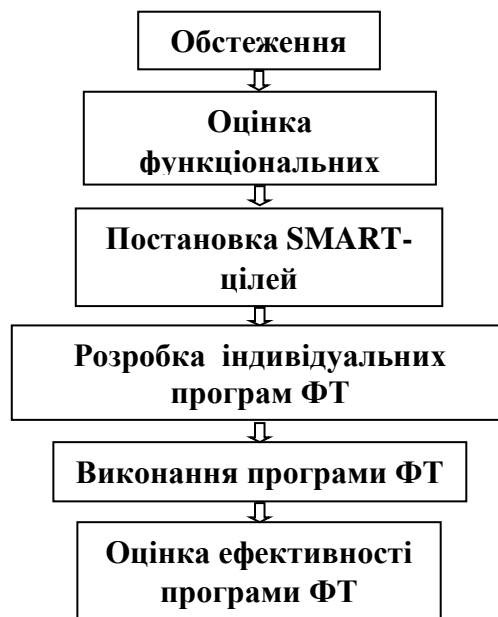 Обстеження
Оцінка
функціональних
Постановка SMART-
цілей
Розробка індивідуальних
програм ФТ
Виконання програми ФТ
Оцінка ефективності
програми ФТ